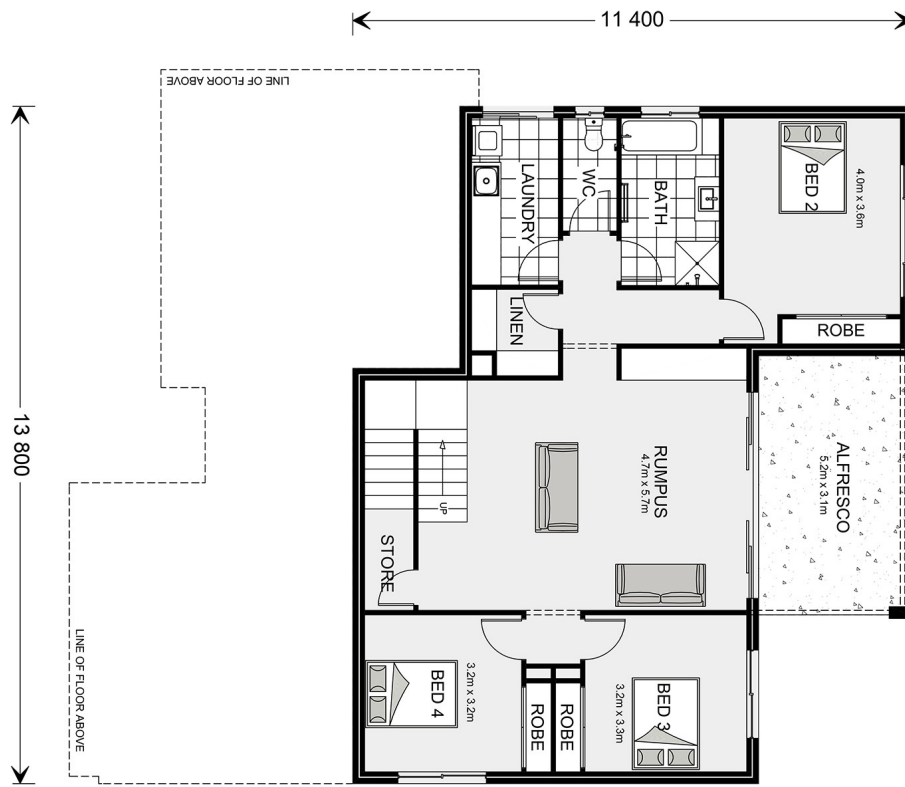 11 400
LINE OF FLOOR ABOVE
13 800
LAUNDRY
WC
BATH
BED 2
4.0m x 3.6m
LINEN
ROBE
RUMPUS
4.7m x 5.7m
ALFRESCO
5.2m x 3.1m
UP
STORE
LINE OF FLOOR ABOVE
BED 4
3.2m x 3.2m
ROBE
ROBE
BED 3
3.2m x 3.3m